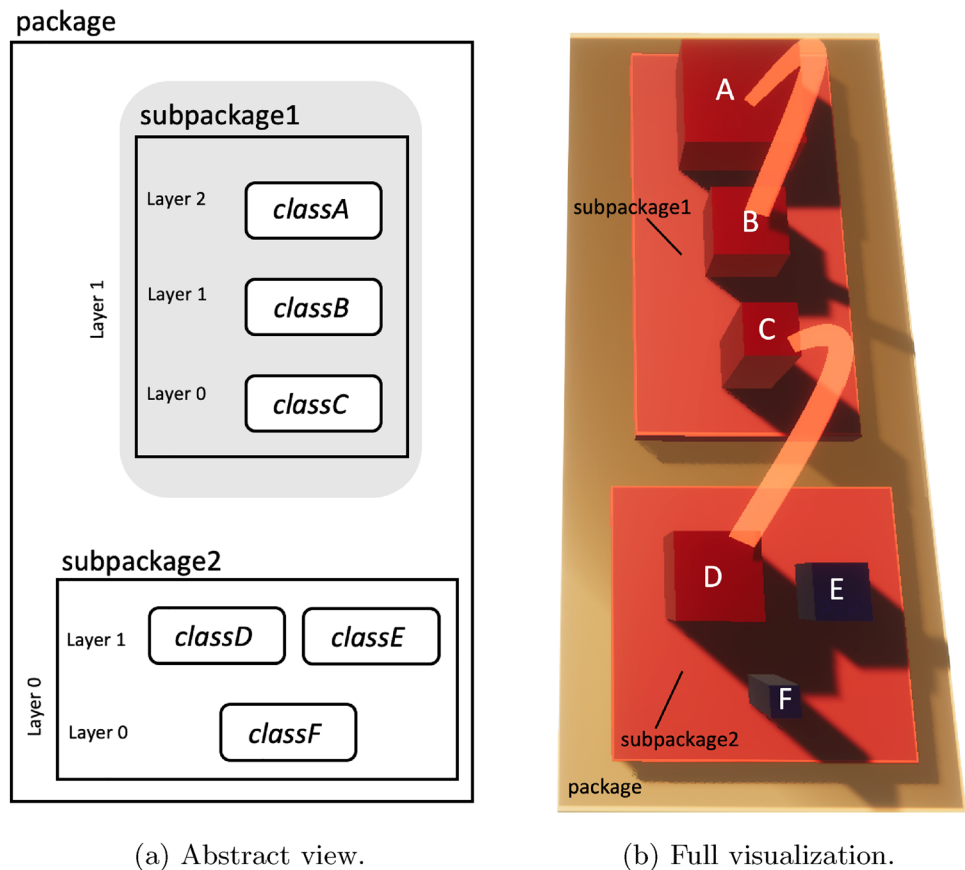 package
subpackage1
Layer 2
classA
Layer 1
classB
Layer 1
Layer 0
classC
subpackage2
Layer 1
classD
classE
Layer 0
Layer 0
classF
(a) Abstract view.
A
subpackage1
B
C
D
E
F
subpackage2
package
(b) Full visualization.